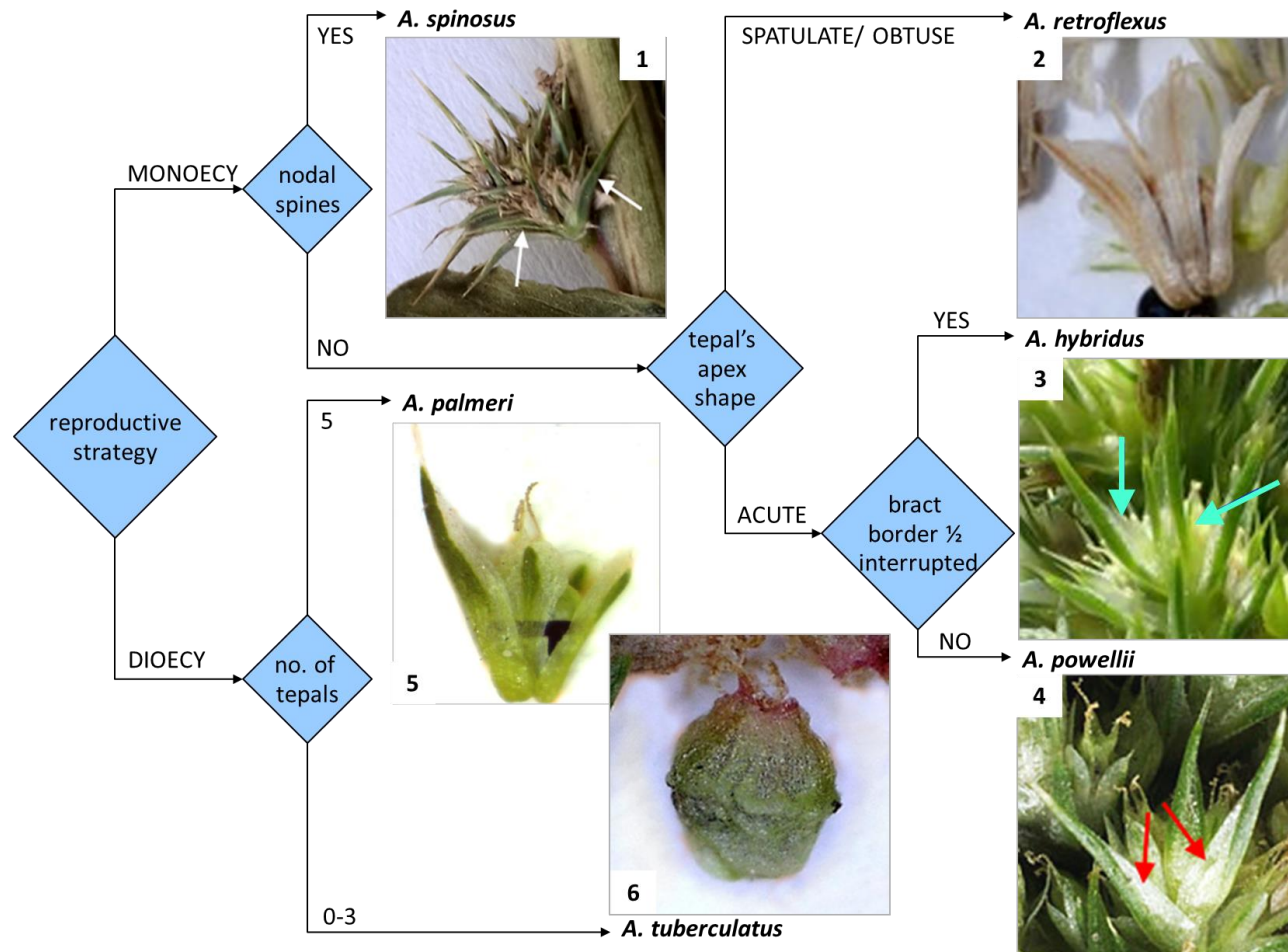 YES
A. spinosus
1
SPATULATE/ OBTUSE
A. retroflexus
2
MONOECY
nodal
spines
NO
tepal's
apex
shape
YES
A. hybridus
3
reproductive
strategy
5
A. palmeri
5
ACUTE
bract
border ½
interrupted
NO
A. powellii
4
DIOECY
no. of
tepals
6
0-3
A. tuberculatus